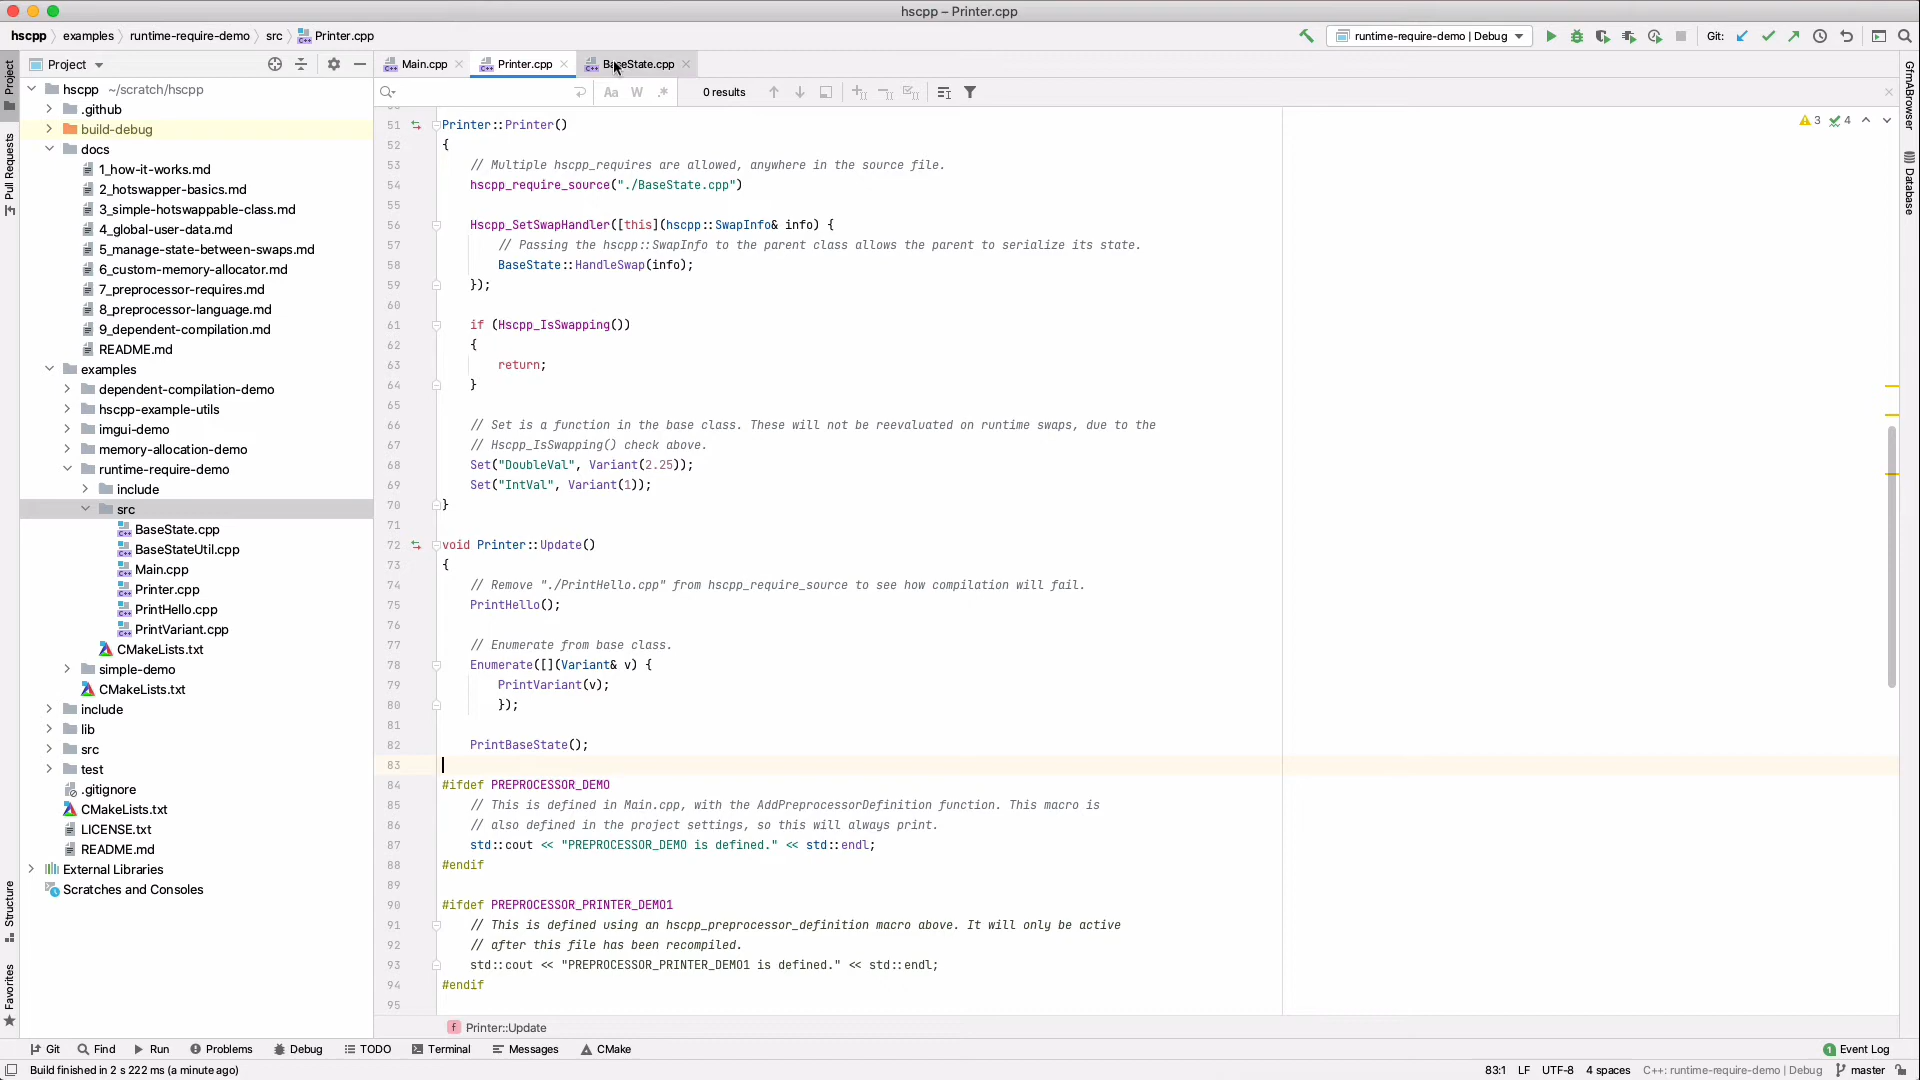 hscpp – Printer.cpp
hscpp examples runtime-require-demo src Printer.cpp
runtime-require-demo | Debug
Git:
Project
Main.cpp
Printer.cpp
BaseState.cpp
Aa W .*
0 results
3 4
Project
Pull Requests
Structure
Favorites
GfmABrowser
Database
hscpp ~/scratch/hscpp
.github
build-debug
docs
1_how-it-works.md
2_hotswapper-basics.md
3_simple-hotswappable-class.md
4_global-user-data.md
5_manage-state-between-swaps.md
6_custom-memory-allocator.md
7_preprocessor-requires.md
8_preprocessor-language.md
9_dependent-compilation.md
README.md
examples
dependent-compilation-demo
hscpp-example-utils
imgui-demo
memory-allocation-demo
runtime-require-demo
include
src
BaseState.cpp
BaseStateUtil.cpp
Main.cpp
Printer.cpp
PrintHello.cpp
PrintVariant.cpp
CMakeLists.txt
simple-demo
CMakeLists.txt
include
lib
src
test
.gitignore
CMakeLists.txt
LICENSE.txt
README.md
External Libraries
Scratches and Consoles
51 Printer::Printer()
52 {
53 // Multiple hscpp_requires are allowed, anywhere in the source file.
54 hscpp_require_source("./BaseState.cpp")
55
56 Hscpp_SetSwapHandler([this](hscpp::SwapInfo& info) {
57 // Passing the hscpp::SwapInfo to the parent class allows the parent to serialize its state.
58 BaseState::HandleSwap(info);
59 });
60
61 if (Hscpp_IsSwapping())
62 {
63 return;
64 }
65
66 // Set is a function in the base class. These will not be reevaluated on runtime swaps, due to the
67 // Hscpp_IsSwapping() check above.
68 Set("DoubleVal", Variant(2.25));
69 Set("IntVal", Variant(1));
70 }
71
72 void Printer::Update()
73 {
74 // Remove "./PrintHello.cpp" from hscpp_require_source to see how compilation will fail.
75 PrintHello();
76
77 // Enumerate from base class.
78 Enumerate([](Variant& v) {
79 PrintVariant(v);
80 });
81
82 PrintBaseState();
83
84 #ifdef PREPROCESSOR_DEMO
85 // This is defined in Main.cpp, with the AddPreprocessorDefinition function. This macro is
86 // also defined in the project settings, so this will always print.
87 std::cout << "PREPROCESSOR_DEMO is defined." << std::endl;
88 #endif
89
90 #ifdef PREPROCESSOR_PRINTER_DEMO1
91 // This is defined using an hscpp_preprocessor_definition macro above. It will only be active
92 // after this file has been recompiled.
93 std::cout << "PREPROCESSOR_PRINTER_DEMO1 is defined." << std::endl;
94 #endif
95
f Printer::Update
Git Find Run Problems Debug TODO Terminal Messages CMake
1 Event Log
Build finished in 2 s 222 ms (a minute ago)
83:1 LF UTF-8 4 spaces C++: runtime-require-demo | Debug master